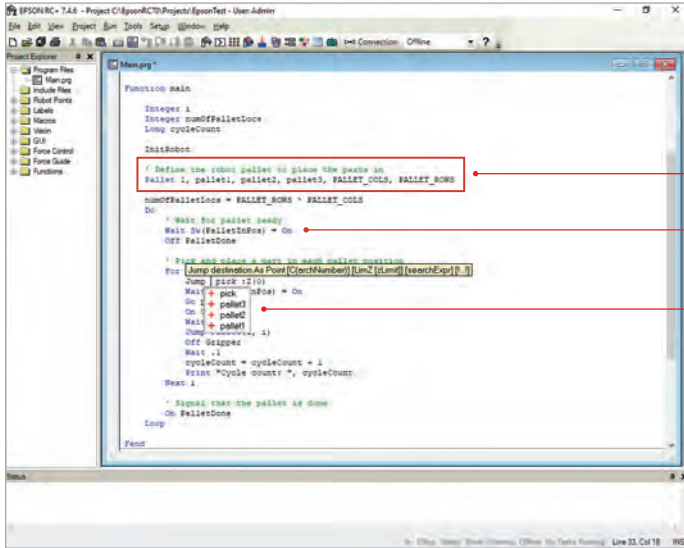 EPSON RC+ 7.4.6 - Project C:\EpsonRC70\Projects\EpsonTest - User: Admin
File Edit View Project Run Tools Setup Window Help
Connection: Offline
Project Explorer
Main.prg *
Program Files
Main.prg
Include Files
Robot Points
Labels
Macros
Vision
GUI
Force Control
Force Guide
Functions
Function main
Integer i
Integer numOfPalletLocs
Long cycleCount
InitRobot
' Define the robot pallet to place the parts in
Pallet 1, pallet1, pallet2, pallet3, PALLET_COLS, PALLET_ROWS
numOfPalletLocs = PALLET_ROWS * PALLET_COLS
Do
' Wait for pallet ready
Wait Sw(PalletInPos) = On
Off PalletDone
' Pick and place a part in each pallet position
For
Jump destination As Point [C(archNumber)] [LimZ [zLimit]] [searchExpr] [!...!]
Jump pick :Z(0)
Wait nPos) = On
Go
On
Wait
Jump , i)
pick
pallet3
pallet2
pallet1
Off Gripper
Wait .1
cycleCount = cycleCount + 1
Print "Cycle count: ", cycleCount
Next i
' Signal that the pallet is done
On PalletDone
Loop
Fend
Status
Line 33, Col 18 INS